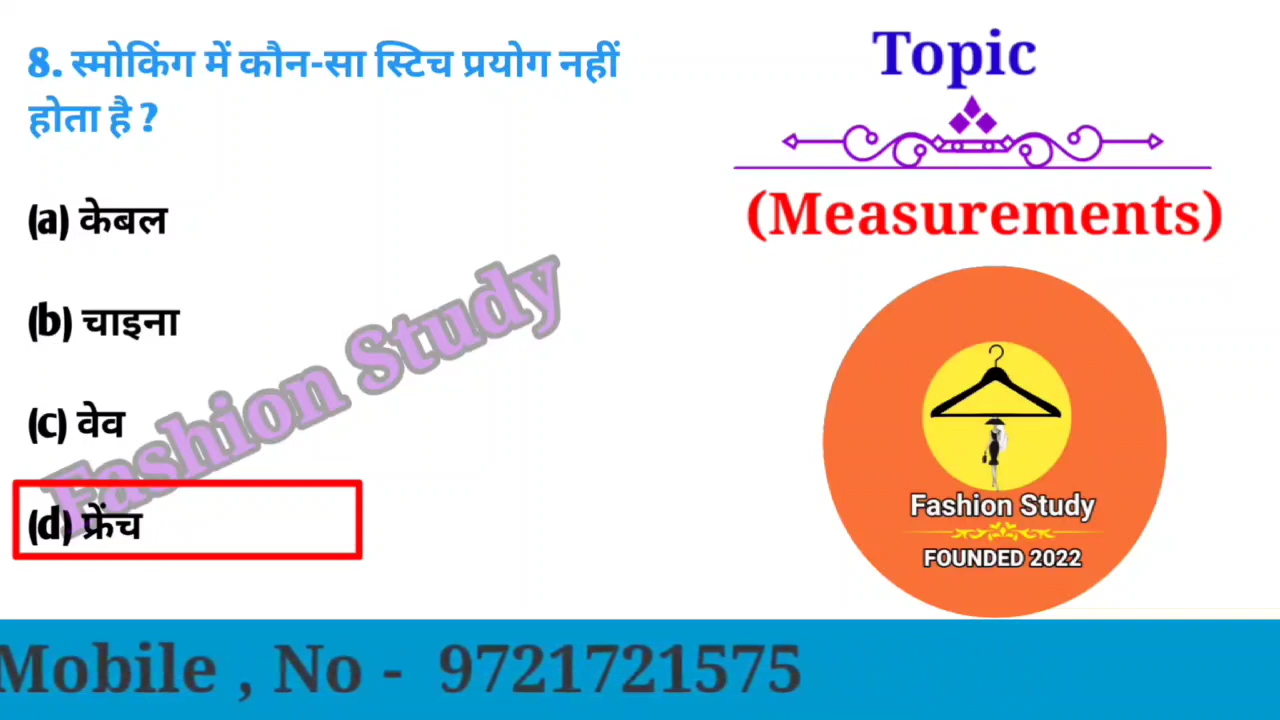 8. स्मोकिंग में कौन-सा स्टिच प्रयोग नहीं
होता है ?
(a) केबल
(b) चाइना
(c) वेव
(d) फ्रेंच
Fashion Study
Topic
(Measurements)
Fashion Study
FOUNDED 2022
Mobile , No - 9721721575